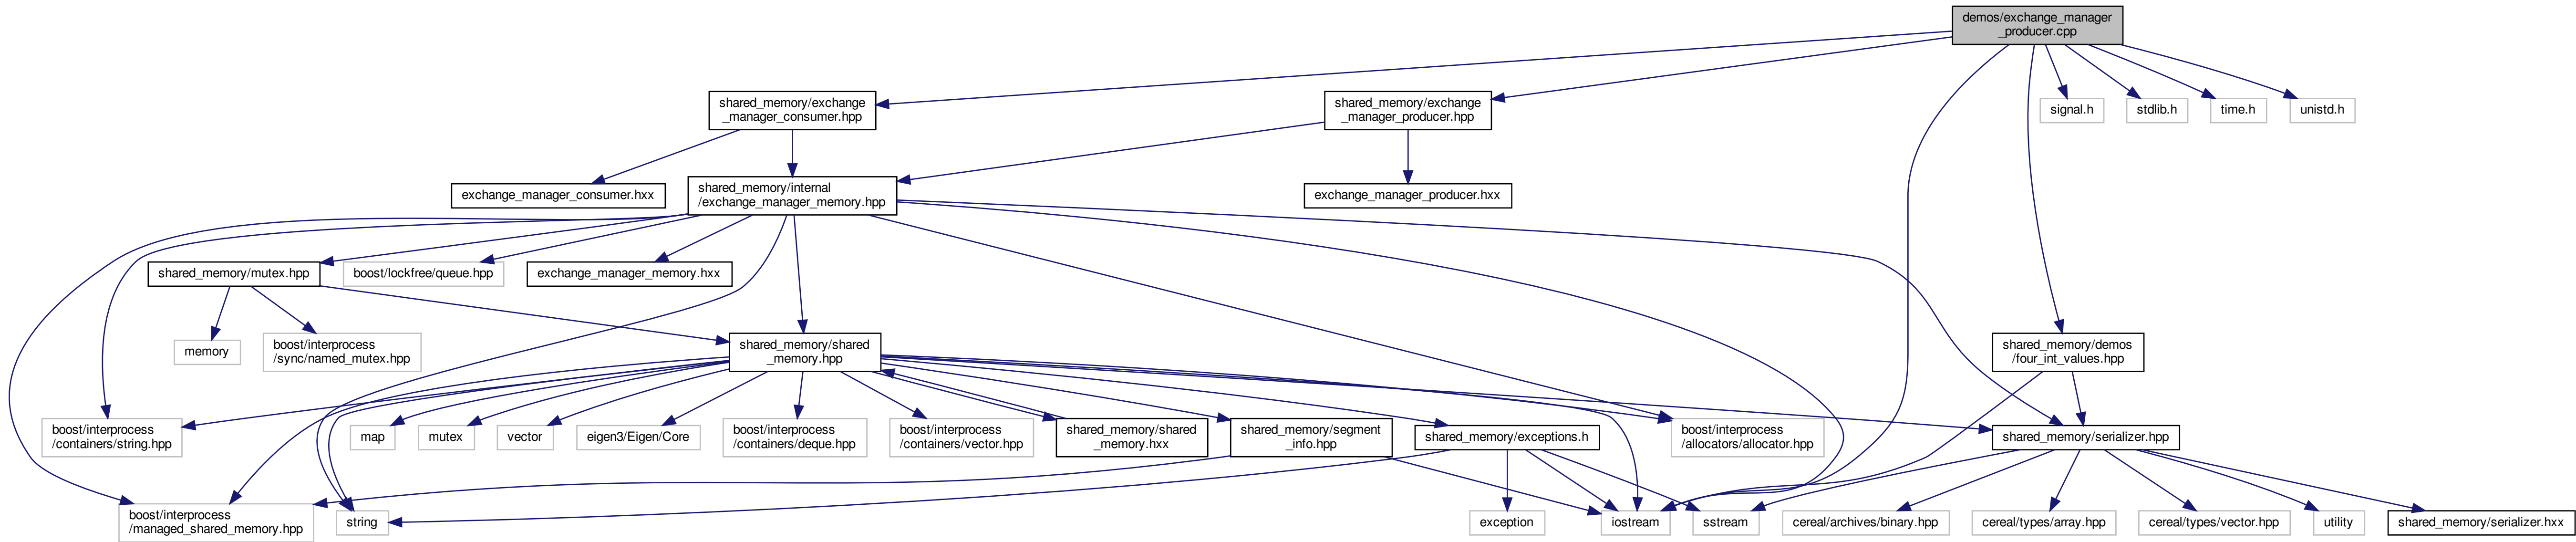 demos/exchange_manager
_producer.cpp
shared_memory/exchange
_manager_consumer.hpp
shared_memory/exchange
_manager_producer.hpp
signal.h
stdlib.h
time.h
unistd.h
exchange_manager_consumer.hxx
shared_memory/internal
/exchange_manager_memory.hpp
exchange_manager_producer.hxx
shared_memory/mutex.hpp
boost/lockfree/queue.hpp
exchange_manager_memory.hxx
memory
boost/interprocess
/sync/named_mutex.hpp
shared_memory/shared
_memory.hpp
shared_memory/demos
/four_int_values.hpp
boost/interprocess
/containers/string.hpp
map
mutex
vector
eigen3/Eigen/Core
boost/interprocess
/containers/deque.hpp
boost/interprocess
/containers/vector.hpp
shared_memory/shared
_memory.hxx
shared_memory/segment
_info.hpp
shared_memory/exceptions.h
boost/interprocess
/allocators/allocator.hpp
shared_memory/serializer.hpp
boost/interprocess
/managed_shared_memory.hpp
string
exception
iostream
sstream
cereal/archives/binary.hpp
cereal/types/array.hpp
cereal/types/vector.hpp
utility
shared_memory/serializer.hxx